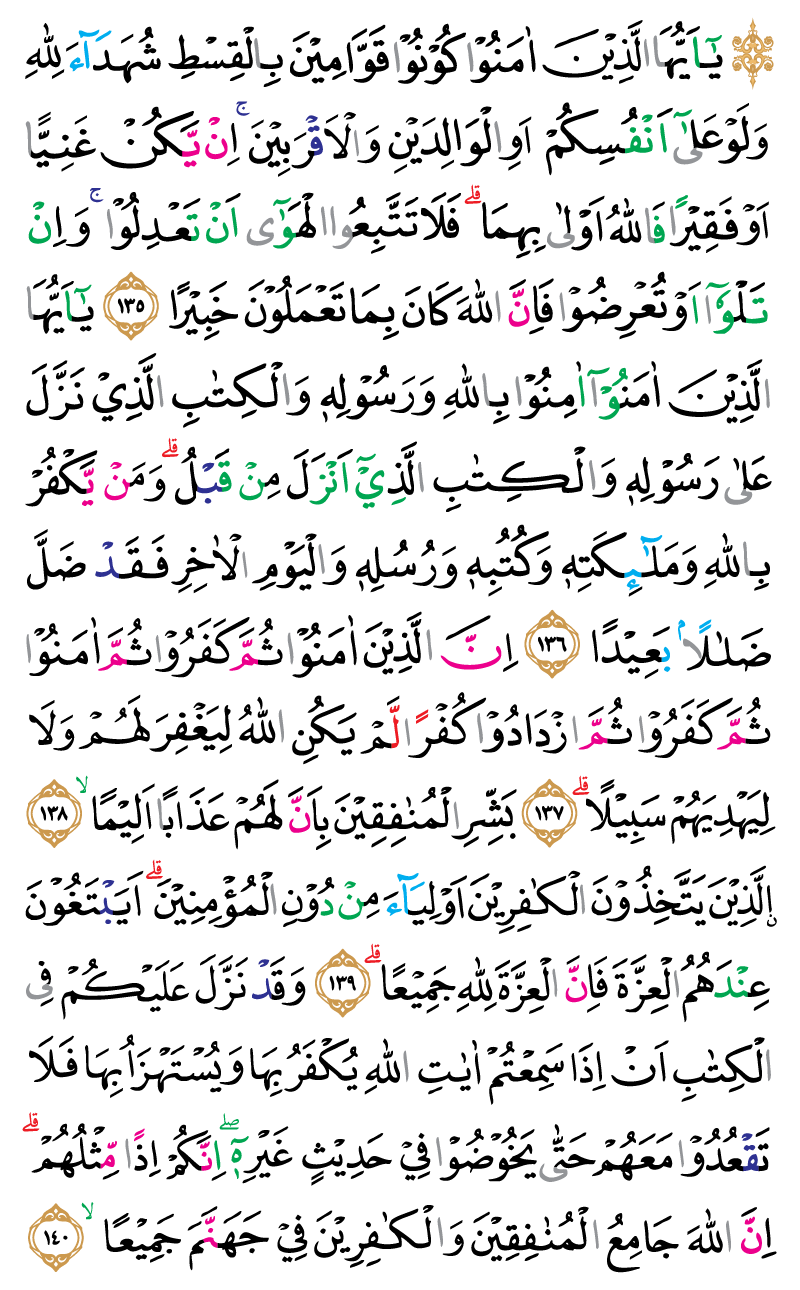 ۞ يٰٓاَيُّهَا الَّذِيْنَ اٰمَنُوْا كُوْنُوْا قَوَّامِيْنَ بِالْقِسْطِ شُهَدَاۤءَ لِلّٰهِ
وَلَوْ عَلٰٓى اَنْفُسِكُمْ اَوِ الْوَالِدَيْنِ وَالْاَقْرَبِيْنَ ۚ اِنْ يَّكُنْ غَنِيًّا
اَوْ فَقِيْرًا فَاللّٰهُ اَوْلٰى بِهِمَاۗ فَلَا تَتَّبِعُوا الْهَوٰٓى اَنْ تَعْدِلُوْا ۚ وَاِنْ
تَلْوٗٓا اَوْ تُعْرِضُوْا فَاِنَّ اللّٰهَ كَانَ بِمَا تَعْمَلُوْنَ خَبِيْرًا ١٣٥ يٰٓاَيُّهَا
الَّذِيْنَ اٰمَنُوْٓا اٰمِنُوْا بِاللّٰهِ وَرَسُوْلِهٖ وَالْكِتٰبِ الَّذِيْ نَزَّلَ
عَلٰى رَسُوْلِهٖ وَالْكِتٰبِ الَّذِيْٓ اَنْزَلَ مِنْ قَبْلُ ۗ وَمَنْ يَّكْفُرْ
بِاللّٰهِ وَمَلٰۤىِٕكَتِهٖ وَكُتُبِهٖ وَرُسُلِهٖ وَالْيَوْمِ الْاٰخِرِ فَقَدْ ضَلَّ
ضَلٰلًاۢ بَعِيْدًا ١٣٦ اِنَّ الَّذِيْنَ اٰمَنُوْا ثُمَّ كَفَرُوْا ثُمَّ اٰمَنُوْا
ثُمَّ كَفَرُوْا ثُمَّ ازْدَادُوْا كُفْرًا لَّمْ يَكُنِ اللّٰهُ لِيَغْفِرَ لَهُمْ وَلَا
لِيَهْدِيَهُمْ سَبِيْلًاۗ ١٣٧ بَشِّرِ الْمُنٰفِقِيْنَ بِاَنَّ لَهُمْ عَذَابًا اَلِيْمًاۙ ١٣٨
ۨالَّذِيْنَ يَتَّخِذُوْنَ الْكٰفِرِيْنَ اَوْلِيَاۤءَ مِنْ دُوْنِ الْمُؤْمِنِيْنَ ۗ اَيَبْتَغُوْنَ
عِنْدَهُمُ الْعِزَّةَ فَاِنَّ الْعِزَّةَ لِلّٰهِ جَمِيْعًاۗ ١٣٩ وَقَدْ نَزَّلَ عَلَيْكُمْ فِى
الْكِتٰبِ اَنْ اِذَا سَمِعْتُمْ اٰيٰتِ اللّٰهِ يُكْفَرُ بِهَا وَيُسْتَهْزَاُ بِهَا فَلَا
تَقْعُدُوْا مَعَهُمْ حَتّٰى يَخُوْضُوْا فِيْ حَدِيْثٍ غَيْرِهٖٓ ۖ اِنَّكُمْ اِذًا مِّثْلُهُمْ ۗ
اِنَّ اللّٰهَ جَامِعُ الْمُنٰفِقِيْنَ وَالْكٰفِرِيْنَ فِيْ جَهَنَّمَ جَمِيْعًاۙ ١٤٠